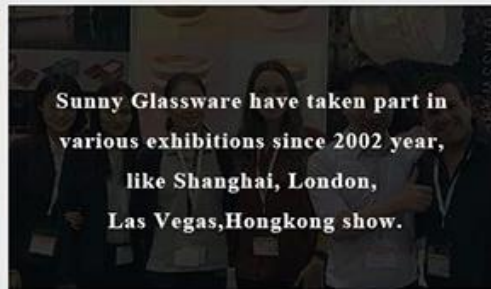 Sunny Glassware have taken part in
various exhibitions since 2002 year,
like Shanghai, London,
Las Vegas,Hongkong show.